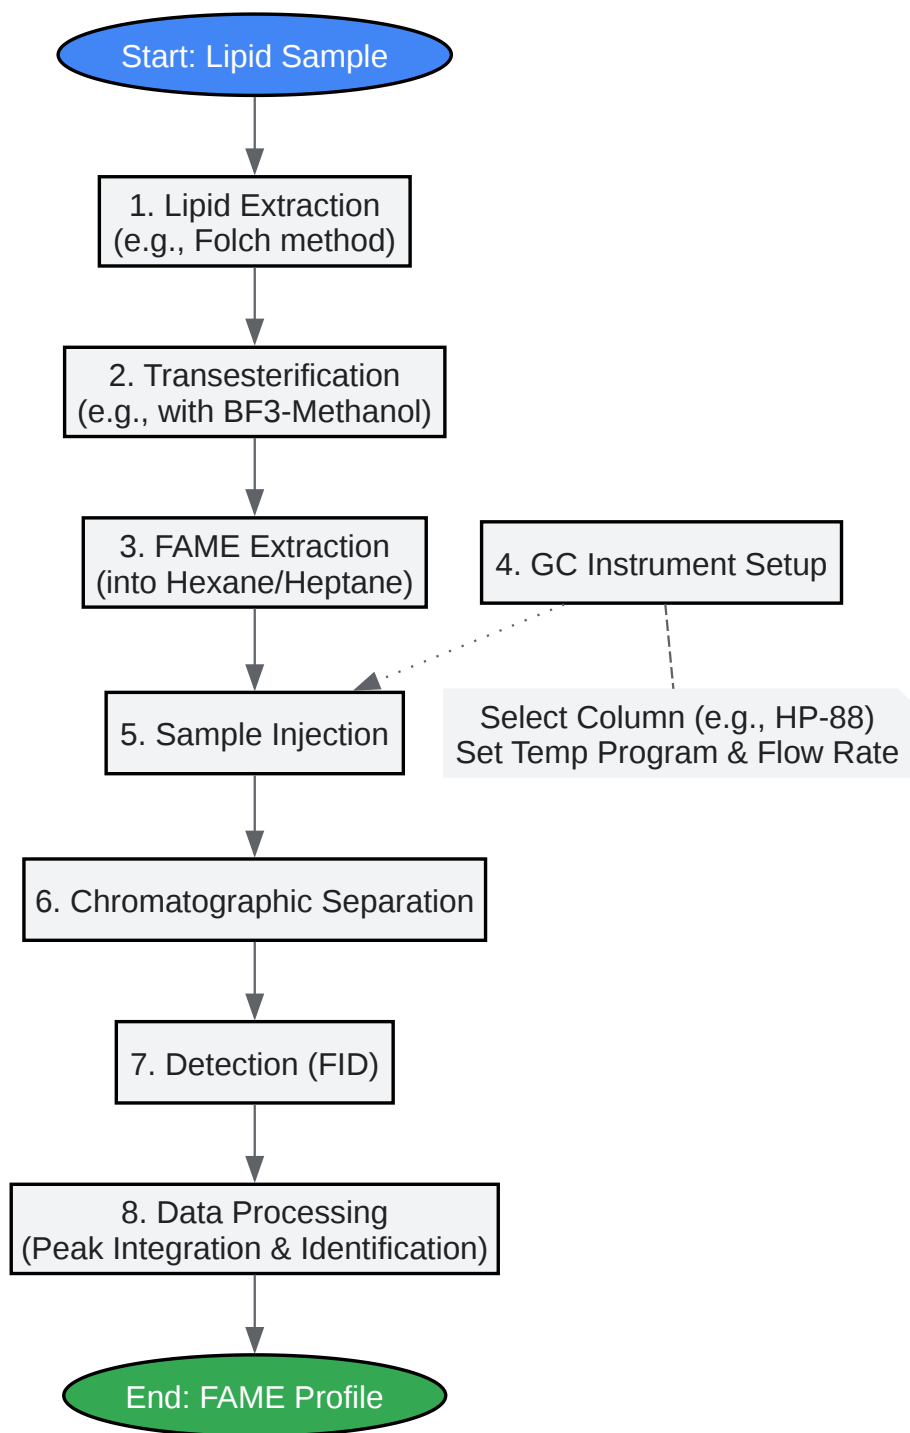 Start: Lipid Sample
1. Lipid Extraction
(e.g., Folch method)
2. Transesterification
(e.g., with BF3-Methanol)
3. FAME Extraction
(into Hexane/Heptane)
4. GC Instrument Setup
5. Sample Injection
Select Column (e.g., HP-88)
Set Temp Program & Flow Rate
6. Chromatographic Separation
7. Detection (FID)
8. Data Processing
(Peak Integration & Identification)
End: FAME Profile